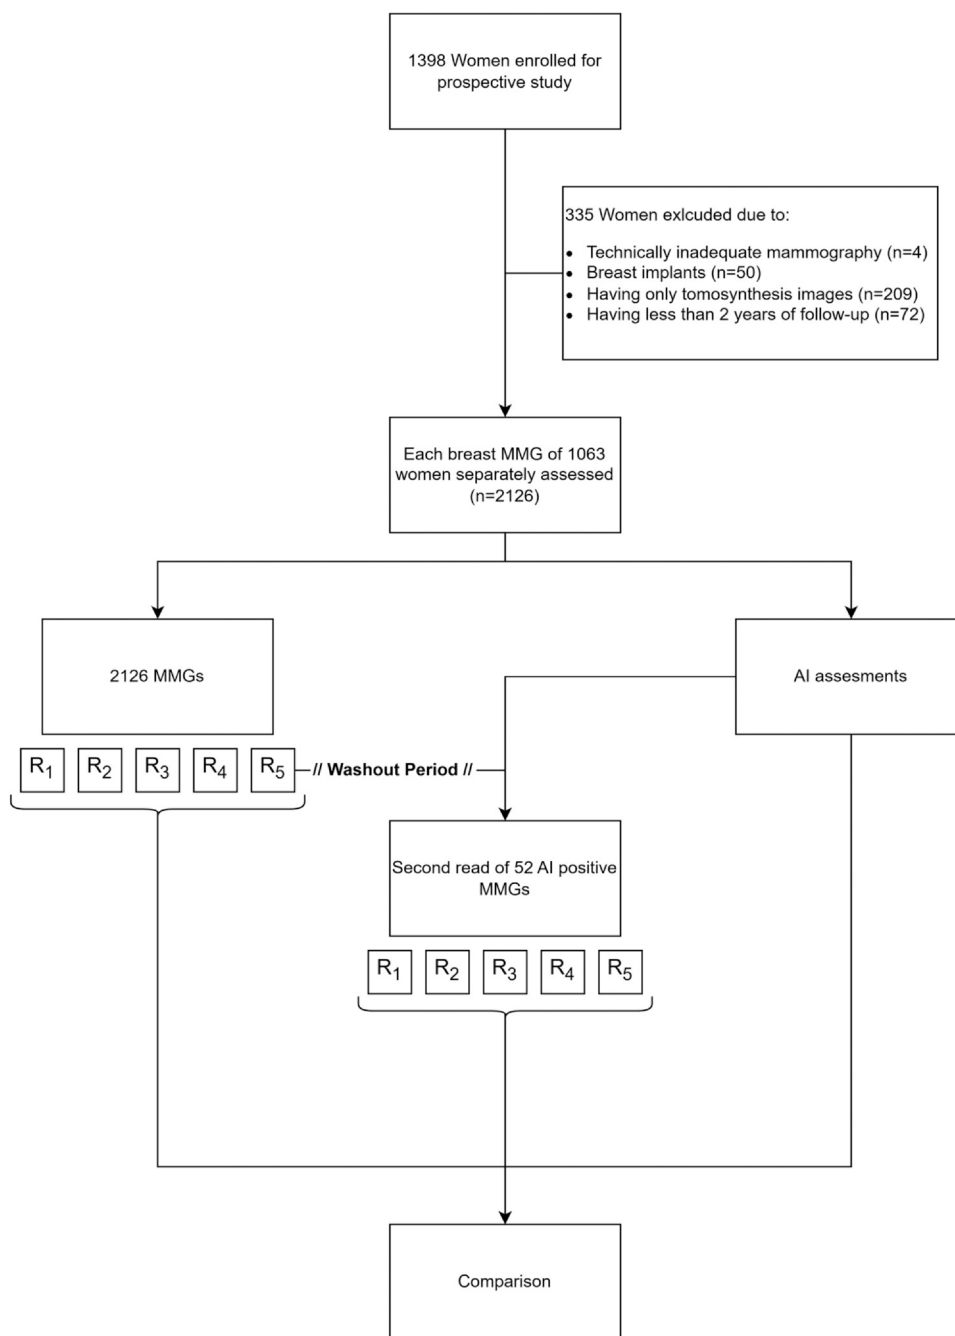 1398 Women enrolled for
prospective study
335 Women exlcuded due to:
• Technically inadequate mammography (n=4)
• Breast implants (n=50)
• Having only tomosynthesis images (n=209)
• Having less than 2 years of follow-up (n=72)
Each breast MMG of 1063
women separately assessed
(n=2126)
2126 MMGs
AI assesments
R1 R2 R3 R4 R5 // Washout Period //
Second read of 52 AI positive
MMGs
R1 R2 R3 R4 R5
Comparison